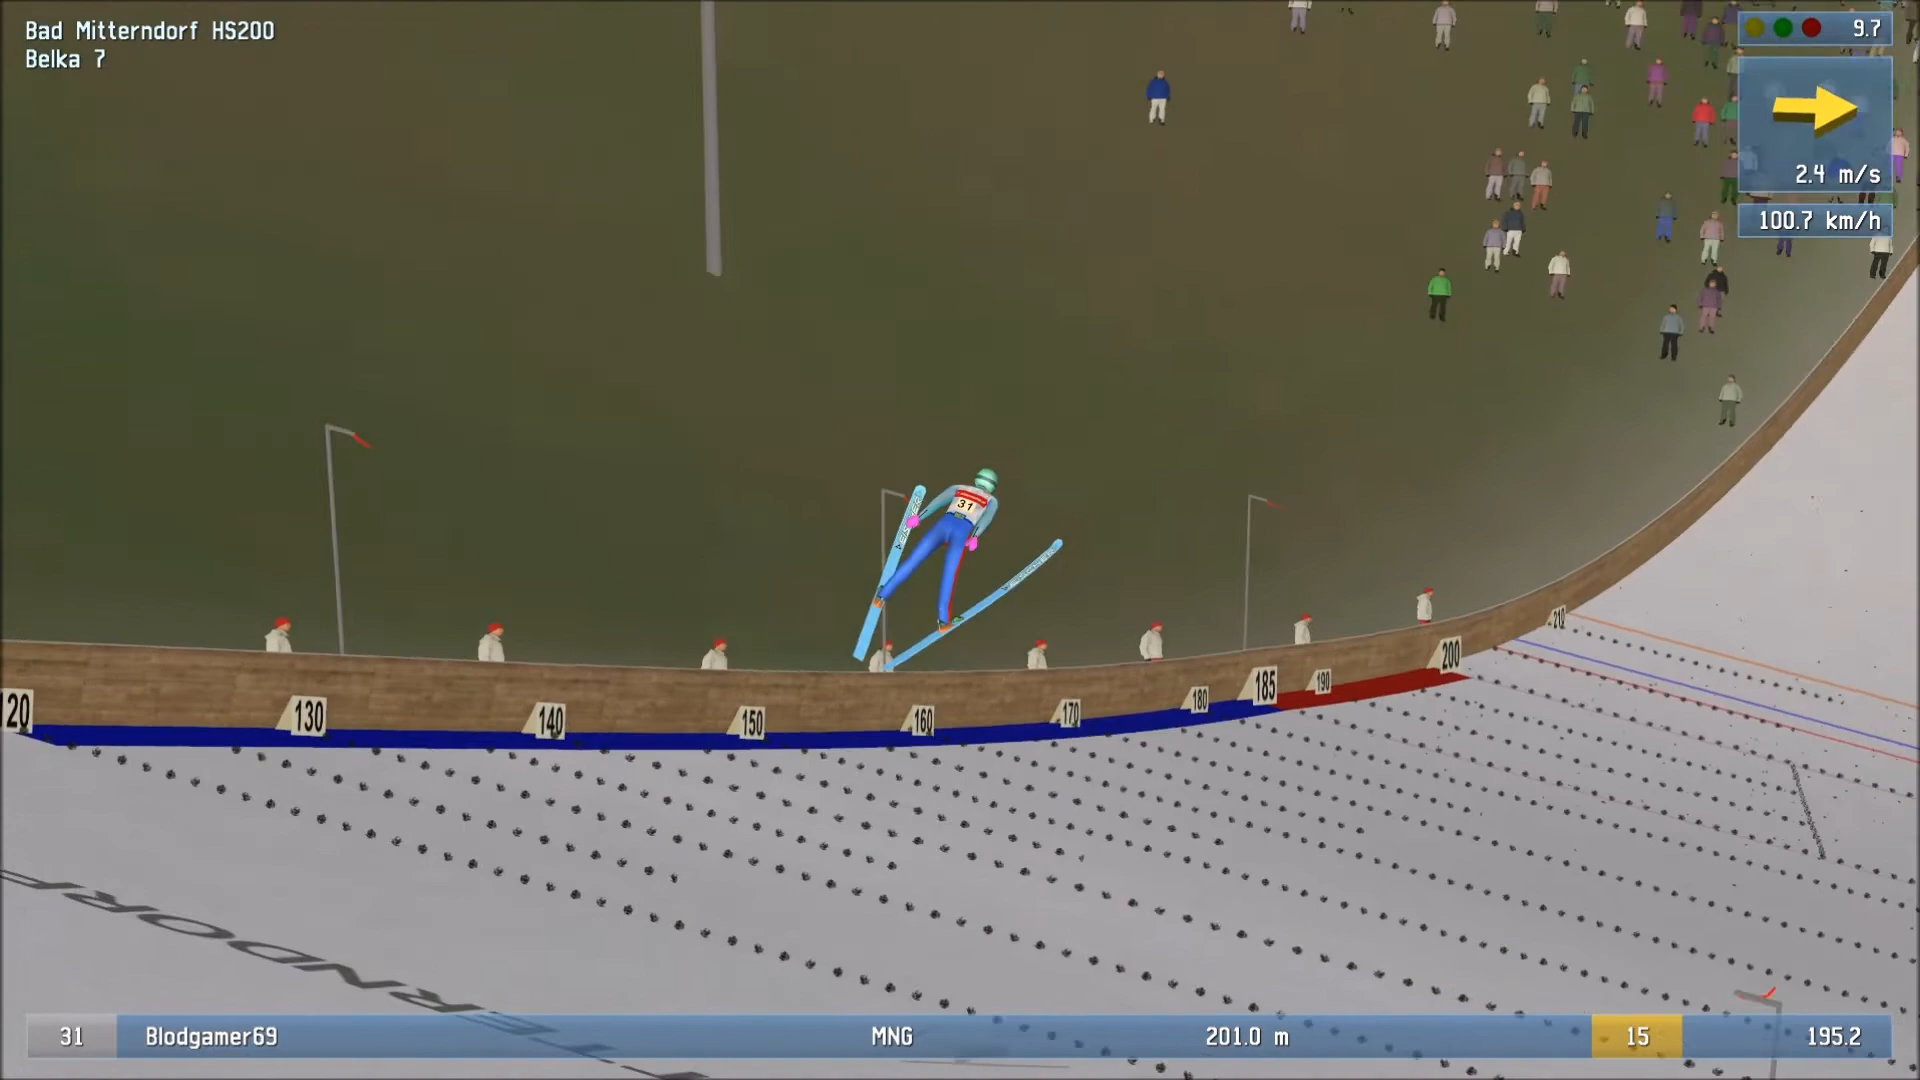 Bad Mitterndorf HS200
Belka 7
9.7
2.4 m/s
100.7 km/h
31
120
130
140
150
160
170
180
185
190
200
210
31 Blodgamer69 MNG 201.0 m 15 195.2